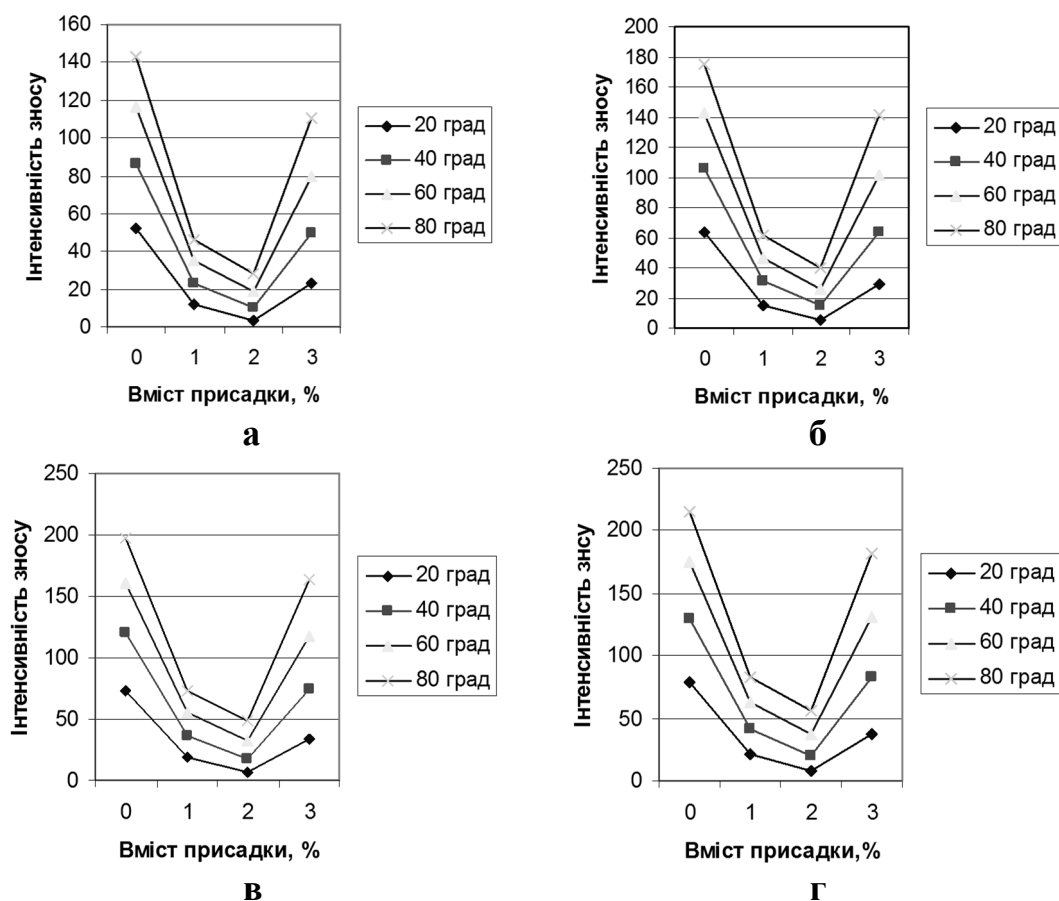 160
140
120
100
80
60
40
20
0
Інтенсивність зносу
0 1 2 3
Вміст присадки, %
20 град
40 град
60 град
80 град
а
200
180
160
140
120
100
80
60
40
20
0
Інтенсивність зносу
0 1 2 3
Вміст присадки, %
20 град
40 град
60 град
80 град
б
250
200
150
100
50
0
Інтенсивність зносу
0 1 2 3
Вміст присадки, %
20 град
40 град
60 град
80 град
в
250
200
150
100
50
0
Інтенсивність знсу
0 1 2 3
Вміст присадки,%
20 град
40 град
60 град
80 град
г